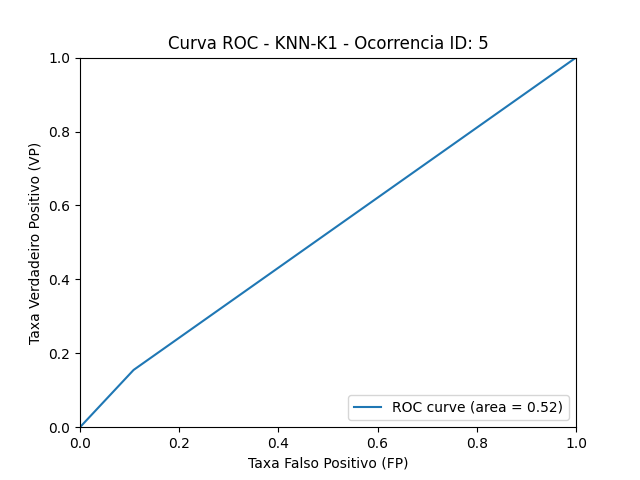 Curva ROC - KNN-K1 - Ocorrencia ID: 5
1.0
0.8
0.6
0.4
0.2
0.0
Taxa Verdadeiro Positivo (VP)
ROC curve (area = 0.52)
0.0 0.2 0.4 0.6 0.8 1.0
Taxa Falso Positivo (FP)